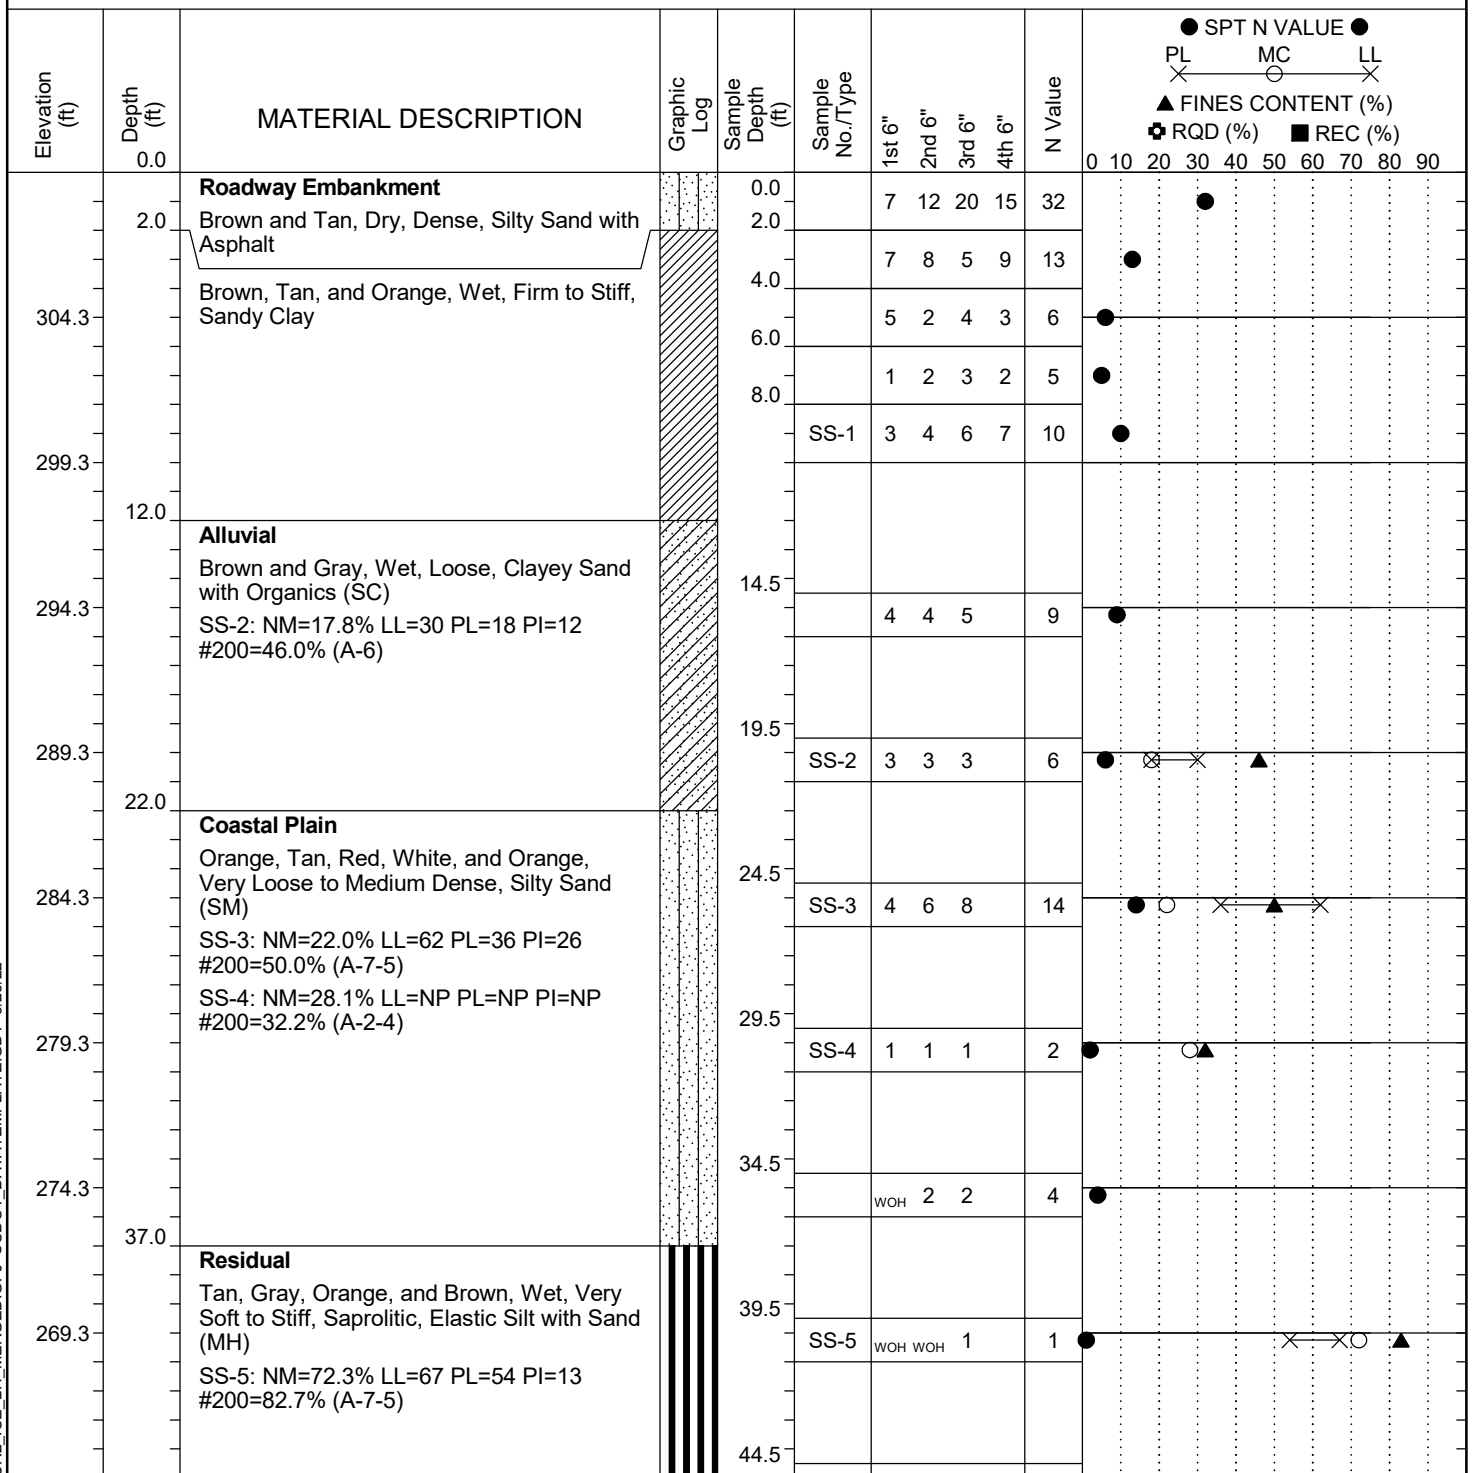 ● SPT N VALUE ●
PL MC LL
▲ FINES CONTENT (%)
RQD (%) ■ REC (%)
0 10 20 30 40 50 60 70 80 90
Elevation (ft)
Depth (ft)
0.0
MATERIAL DESCRIPTION
Graphic Log
Sample Depth (ft)
Sample No./Type
1st 6"
2nd 6"
3rd 6"
4th 6"
N Value
Roadway Embankment
0.0
7 12 20 15 32
Brown and Tan, Dry, Dense, Silty Sand with
Asphalt
2.0
2.0
7 8 5 9 13
4.0
Brown, Tan, and Orange, Wet, Firm to Stiff,
Sandy Clay
304.3
5 2 4 3 6
6.0
1 2 3 2 5
8.0
SS-1 3 4 6 7 10
299.3
12.0
Alluvial
Brown and Gray, Wet, Loose, Clayey Sand
with Organics (SC)
14.5
294.3
4 4 5 9
SS-2: NM=17.8% LL=30 PL=18 PI=12
#200=46.0% (A-6)
19.5
289.3
SS-2 3 3 3 6
22.0
Coastal Plain
Orange, Tan, Red, White, and Orange,
Very Loose to Medium Dense, Silty Sand
(SM)
24.5
284.3
SS-3 4 6 8 14
SS-3: NM=22.0% LL=62 PL=36 PI=26
#200=50.0% (A-7-5)
SS-4: NM=28.1% LL=NP PL=NP PI=NP
#200=32.2% (A-2-4)
29.5
279.3
SS-4 1 1 1 2
34.5
274.3
WOH 2 2 4
37.0
Residual
Tan, Gray, Orange, and Brown, Wet, Very
Soft to Stiff, Saprolitic, Elastic Silt with Sand
(MH)
39.5
269.3
SS-5 WOH WOH 1 1
SS-5: NM=72.3% LL=67 PL=54 PI=13
#200=82.7% (A-7-5)
44.5